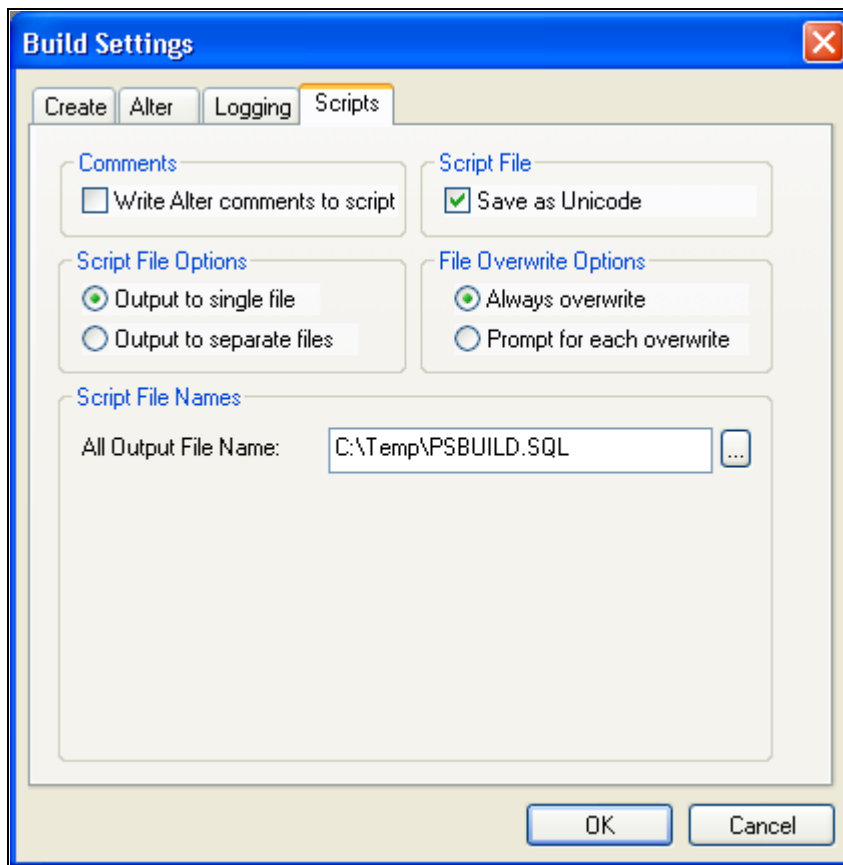 Build Settings
Create Alter Logging Scripts
Comments
Write Alter comments to script
Script File
Save as Unicode
Script File Options
Output to single file
Output to separate files
File Overwrite Options
Always overwrite
Prompt for each overwrite
Script File Names
All Output File Name: C:\Temp\PSBUILD.SQL ...
OK Cancel